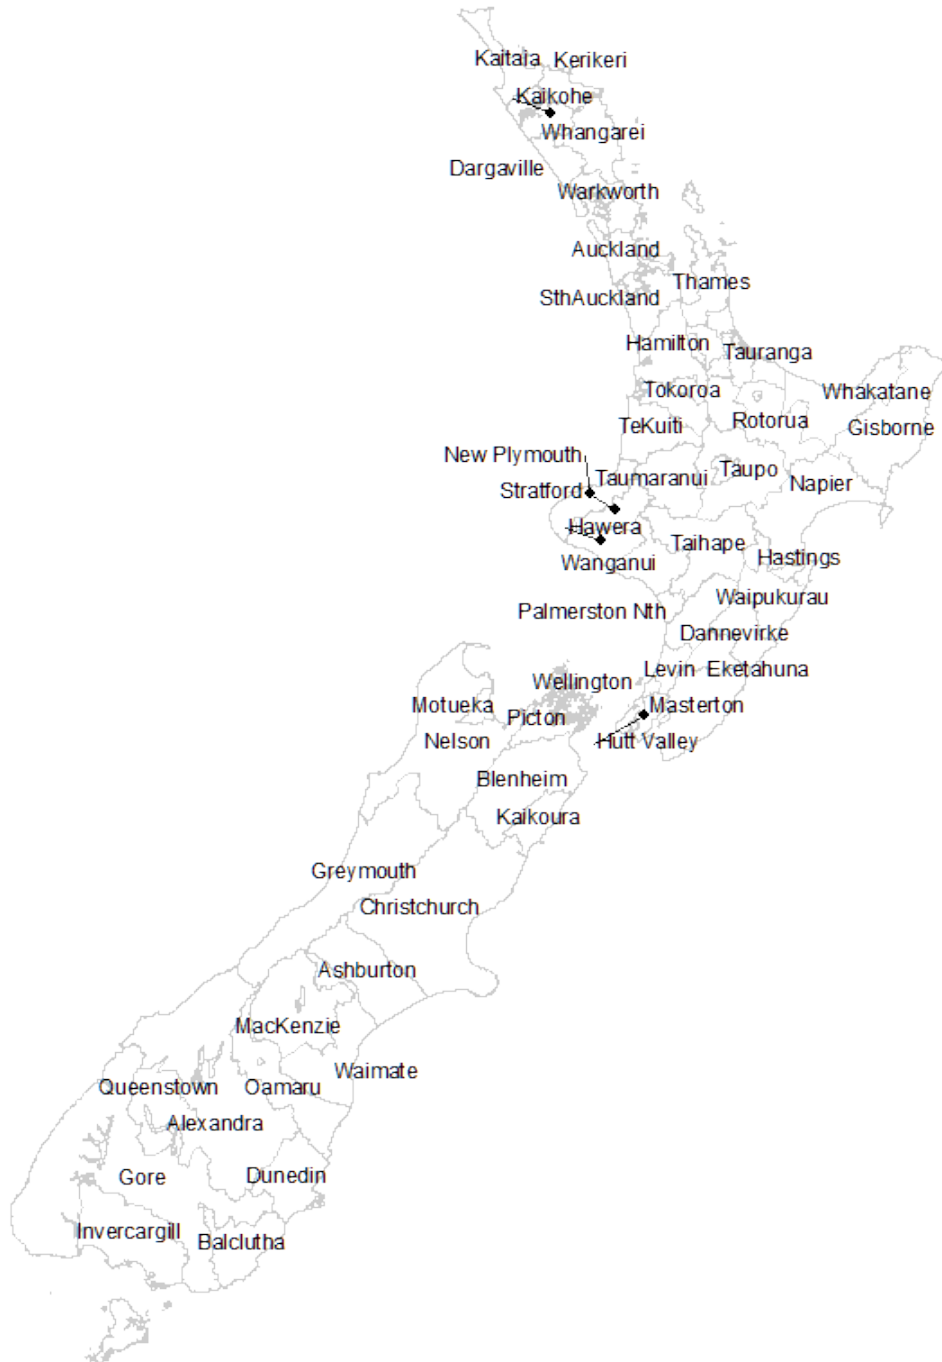 Kaitaia Kerikeri
Kaikohe
Whangarei
Dargaville
Warkworth
Auckland
Thames
SthAuckland
Hamilton
Tauranga
Tokoroa
Whakatane
Rotorua
TeKuiti
Gisborne
New Plymouth
Taupo
Taumaranui
Napier
Stratford
Hawera
Taihape
Hastings
Wanganui
Waipukurau
Palmerston Nth
Dannevirke
Levin Eketahuna
Wellington
Motueka
Masterton
Picton
Nelson
Hutt Valley
Blenheim
Kaikoura
Greymouth
Christchurch
Ashburton
MacKenzie
Waimate
Queenstown Oamaru
Alexandra
Gore
Dunedin
Invercargill
Balclutha